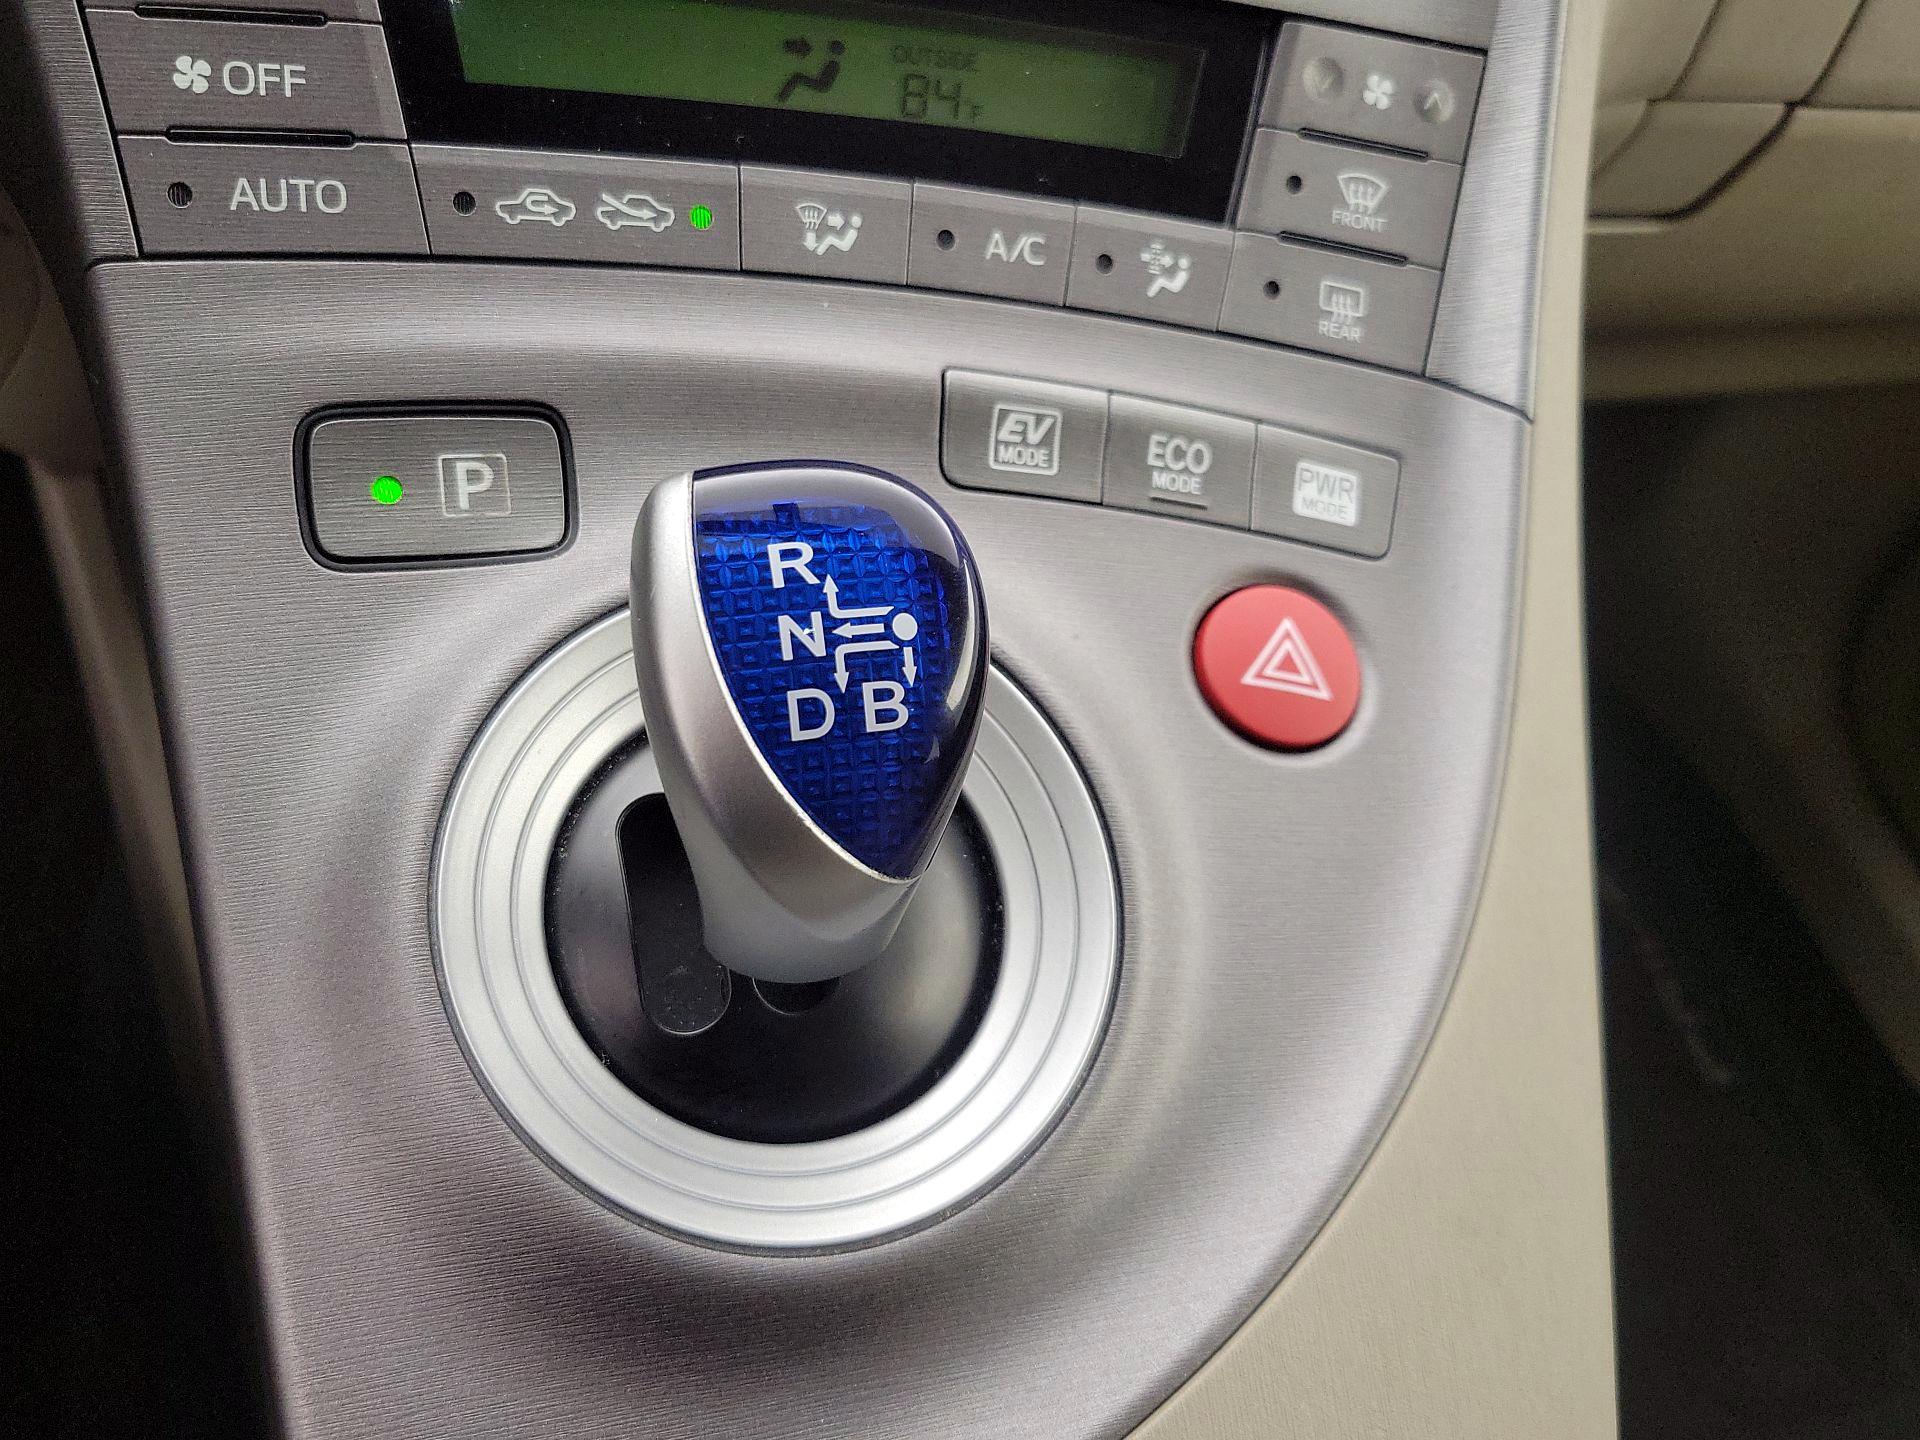 OFF
OUTSIDE
84°F
AUTO
A/C
FRONT
REAR
P
EV
MODE
ECO
MODE
PWR
MODE
R
N
D B